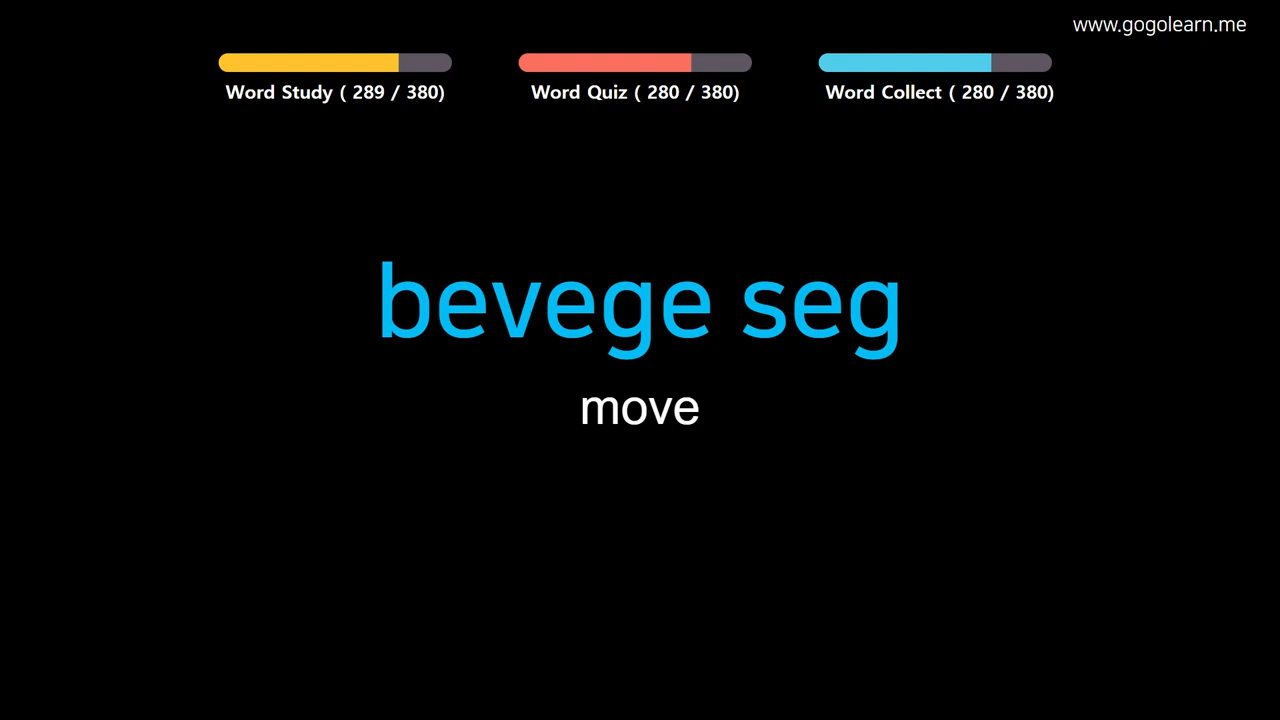 www.gogolearn.me
Word Study ( 289 / 380)
Word Quiz ( 280 / 380)
Word Collect ( 280 / 380)
bevege seg
move